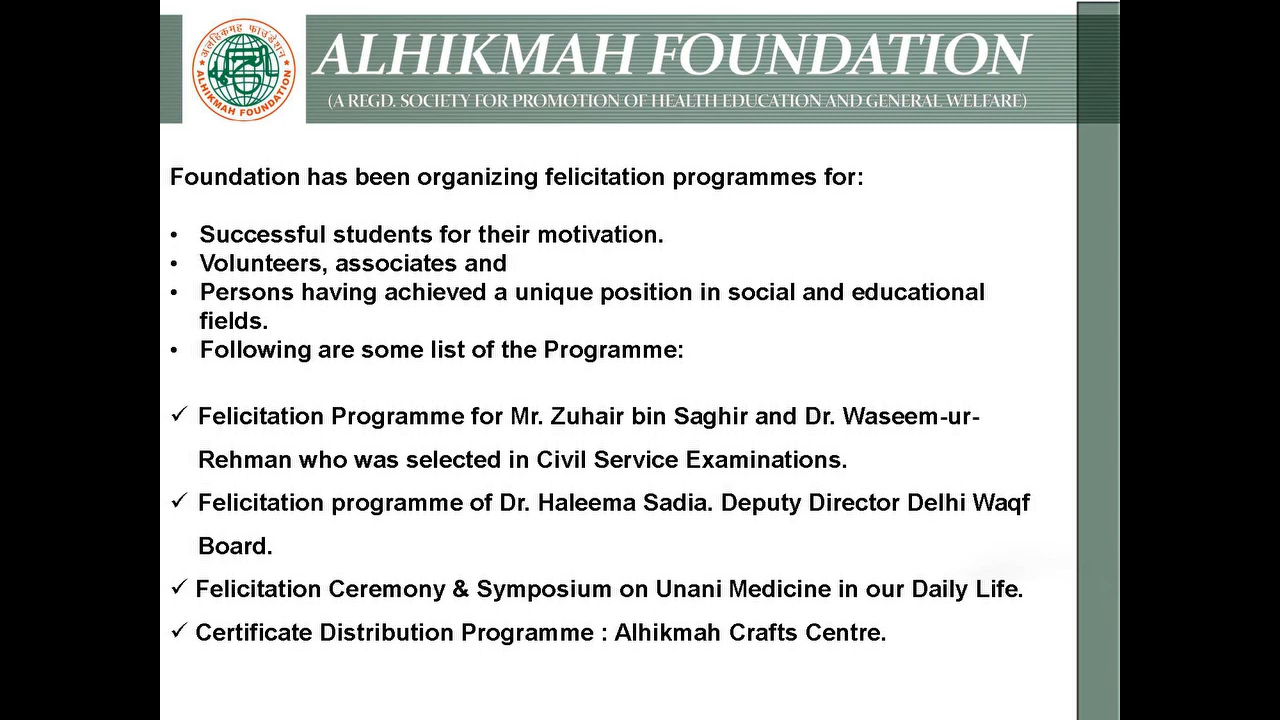 अलहिकमह फाउंडेशन
ALHIKMAH FOUNDATION
ALHIKMAH FOUNDATION
(A REGD. SOCIETY FOR PROMOTION OF HEALTH EDUCATION AND GENERAL WELFARE)
Foundation has been organizing felicitation programmes for:
• Successful students for their motivation.
• Volunteers, associates and
• Persons having achieved a unique position in social and educational
fields.
• Following are some list of the Programme:
✓ Felicitation Programme for Mr. Zuhair bin Saghir and Dr. Waseem-ur-
Rehman who was selected in Civil Service Examinations.
✓ Felicitation programme of Dr. Haleema Sadia. Deputy Director Delhi Waqf
Board.
✓ Felicitation Ceremony & Symposium on Unani Medicine in our Daily Life.
✓ Certificate Distribution Programme : Alhikmah Crafts Centre.